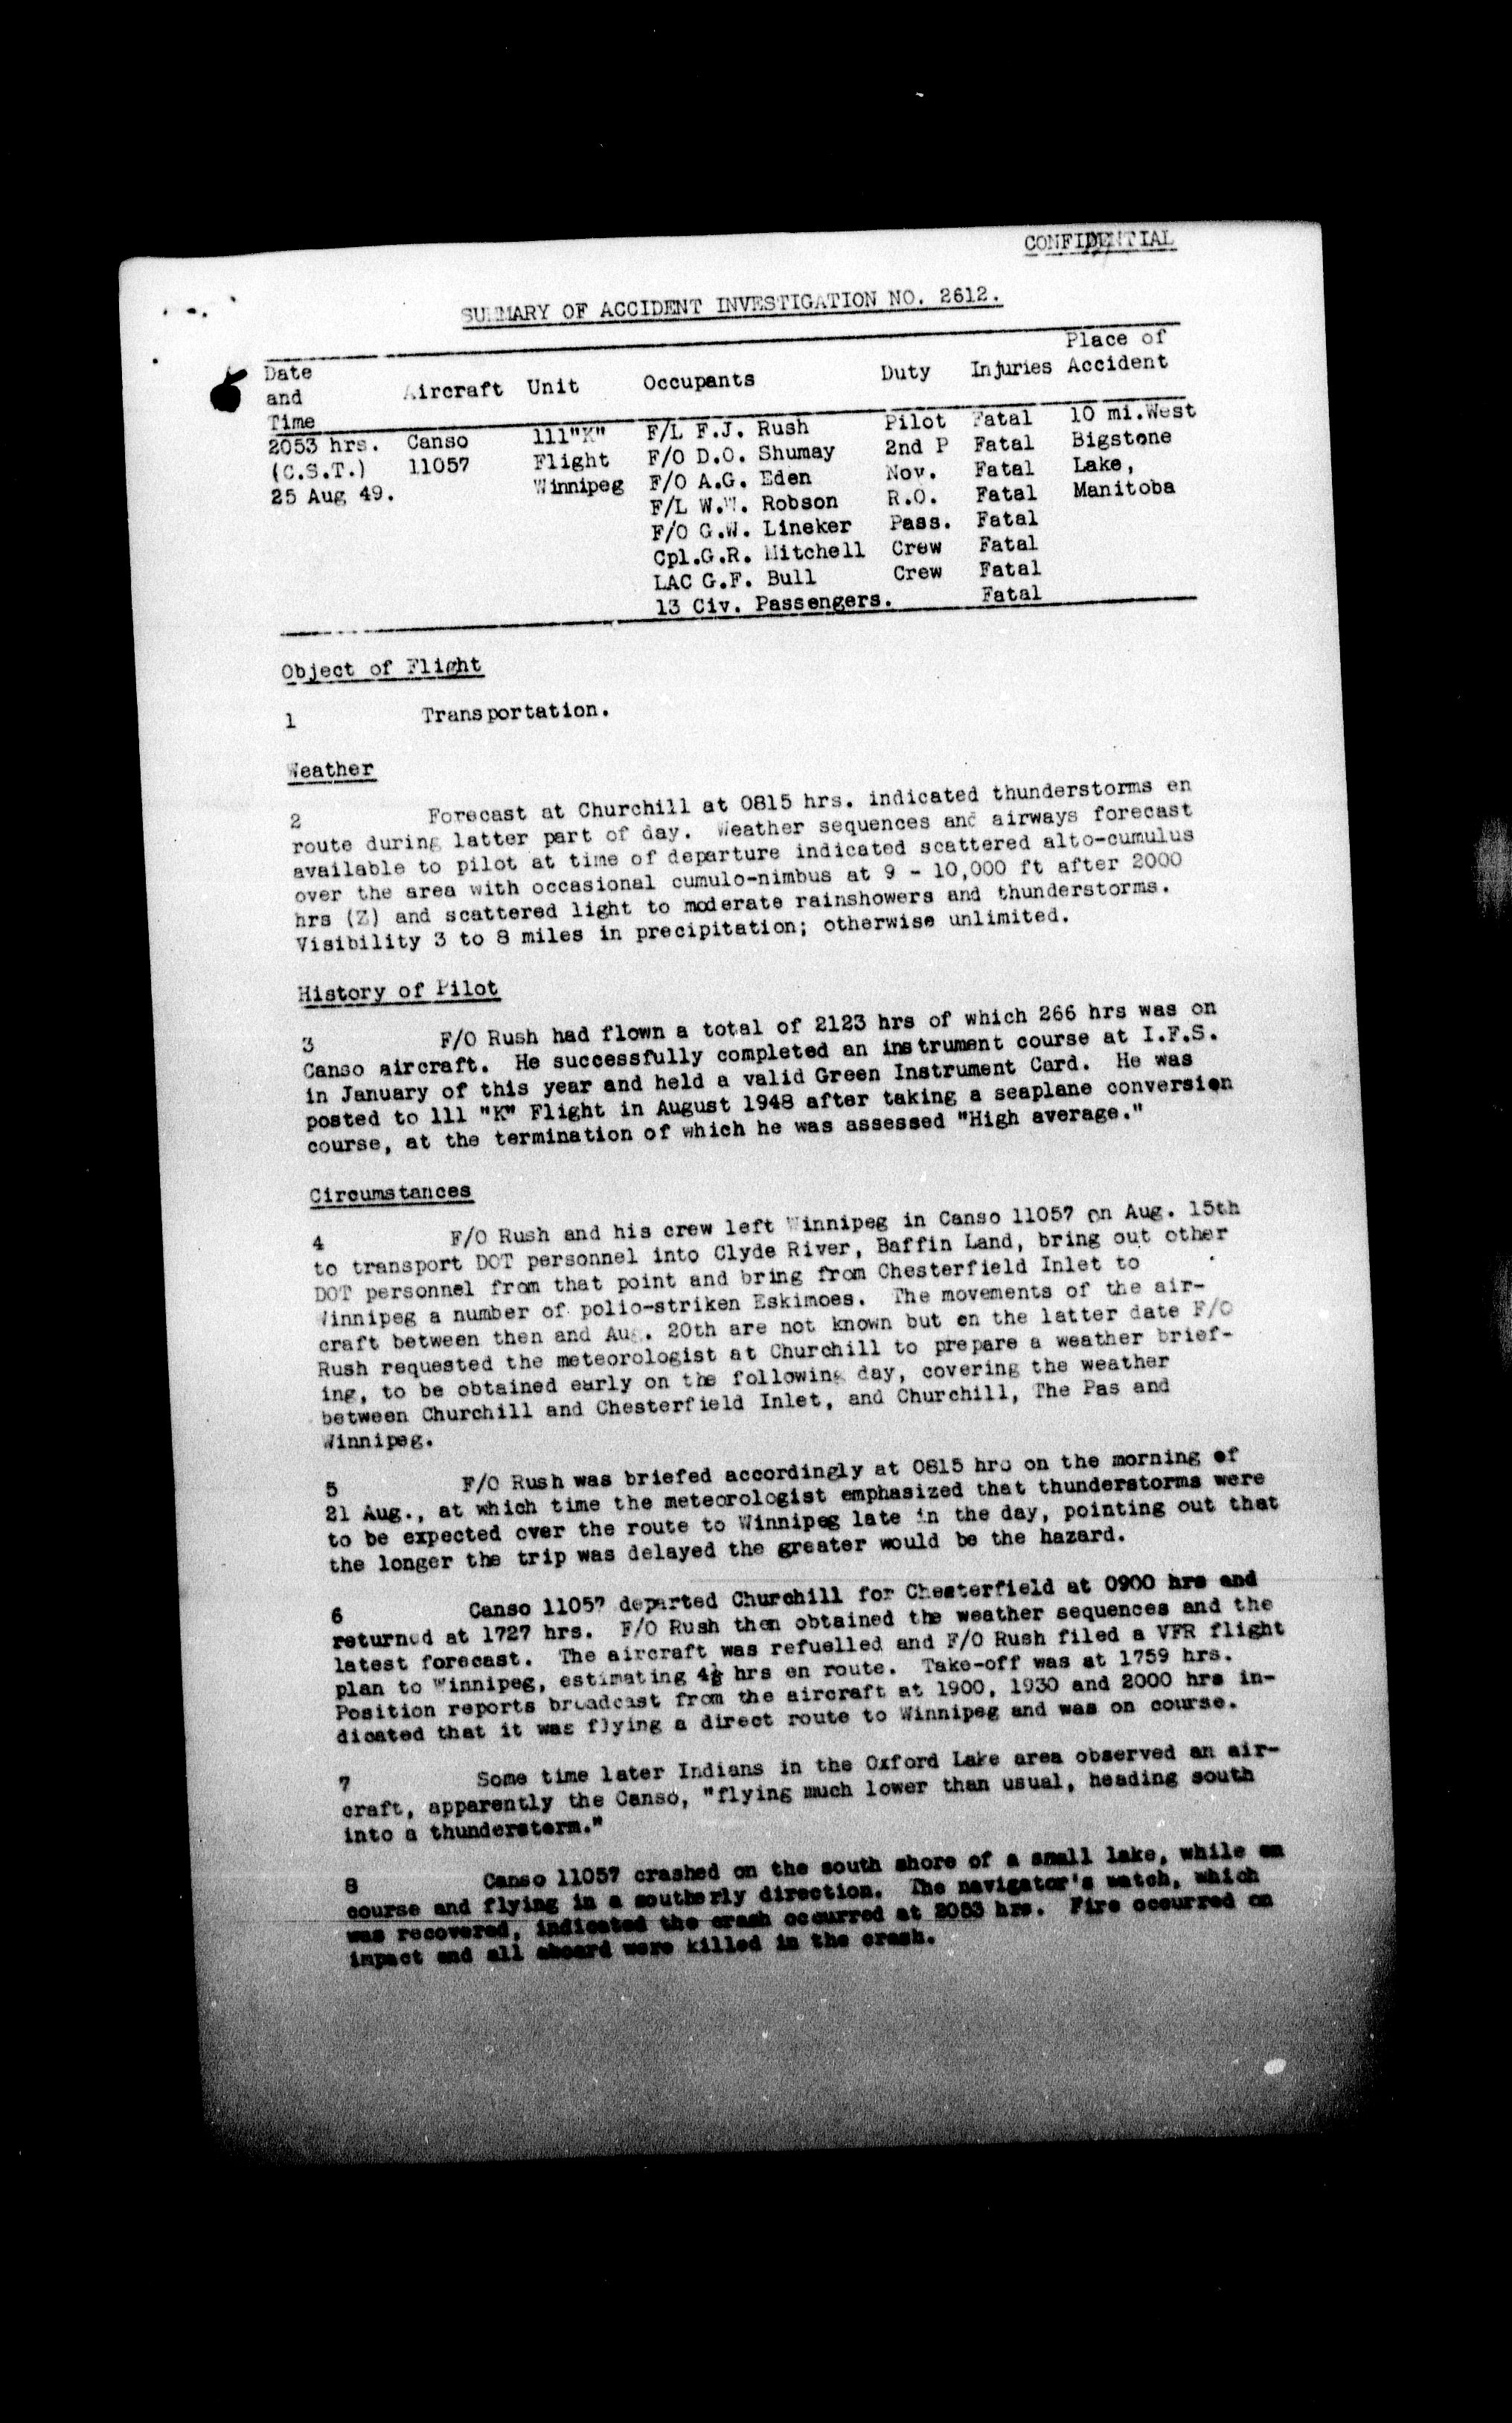 CONFIDENTIAL
SUMMARY OF ACCIDENT INVESTIGATION NO. 2612.
Date and Time Aircraft Unit Occupants Duty Injuries Place of Accident
2053 hrs. Canso 111"K" F/L F.J. Rush Pilot Fatal 10 mi.West
(C.S.T.) 11057 Flight F/O D.O. Shumay 2nd P Fatal Bigstone
25 Aug 49. Winnipeg F/O A.G. Eden Nov. Fatal Lake,
F/L W.W. Robson R.O. Fatal Manitoba
F/O G.W. Lineker Pass. Fatal
Cpl.G.R. Mitchell Crew Fatal
LAC G.F. Bull Crew Fatal
13 Civ. Passengers. Fatal
Object of Flight
1 Transportation.
Weather
2 Forecast at Churchill at 0815 hrs. indicated thunderstorms en
route during latter part of day. Weather sequences and airways forecast
available to pilot at time of departure indicated scattered alto-cumulus
over the area with occasional cumulo-nimbus at 9 - 10,000 ft after 2000
hrs (Z) and scattered light to moderate rainshowers and thunderstorms.
Visibility 3 to 8 miles in precipitation; otherwise unlimited.
History of Pilot
3 F/O Rush had flown a total of 2123 hrs of which 266 hrs was on
Canso aircraft. He successfully completed an instrument course at I.F.S.
in January of this year and held a valid Green Instrument Card. He was
posted to 111 "K" Flight in August 1948 after taking a seaplane conversion
course, at the termination of which he was assessed "High average."
Circumstances
4 F/O Rush and his crew left Winnipeg in Canso 11057 on Aug. 15th
to transport DOT personnel into Clyde River, Baffin Land, bring out other
DOT personnel from that point and bring from Chesterfield Inlet to
Winnipeg a number of polio-striken Eskimoes. The movements of the air-
craft between then and Aug. 20th are not known but on the latter date F/O
Rush requested the meteorologist at Churchill to prepare a weather brief-
ing, to be obtained early on the following day, covering the weather
between Churchill and Chesterfield Inlet, and Churchill, The Pas and
Winnipeg.
5 F/O Rush was briefed accordingly at 0815 hrs on the morning of
21 Aug., at which time the meteorologist emphasized that thunderstorms were
to be expected over the route to Winnipeg late in the day, pointing out that
the longer the trip was delayed the greater would be the hazard.
6 Canso 11057 departed Churchill for Chesterfield at 0900 hrs and
returned at 1727 hrs. F/O Rush then obtained the weather sequences and the
latest forecast. The aircraft was refuelled and F/O Rush filed a VFR flight
plan to Winnipeg, estimating 4½ hrs en route. Take-off was at 1759 hrs.
Position reports broadcast from the aircraft at 1900, 1930 and 2000 hrs in-
dicated that it was flying a direct route to Winnipeg and was on course.
7 Some time later Indians in the Oxford Lake area observed an air-
craft, apparently the Canso, "flying much lower than usual, heading south
into a thunderstorm."
8 Canso 11057 crashed on the south shore of a small lake, while on
course and flying in a southerly direction. The navigator's watch, which
was recovered, indicated the crash occurred at 2053 hrs. Fire occurred on
impact and all aboard were killed in the crash.